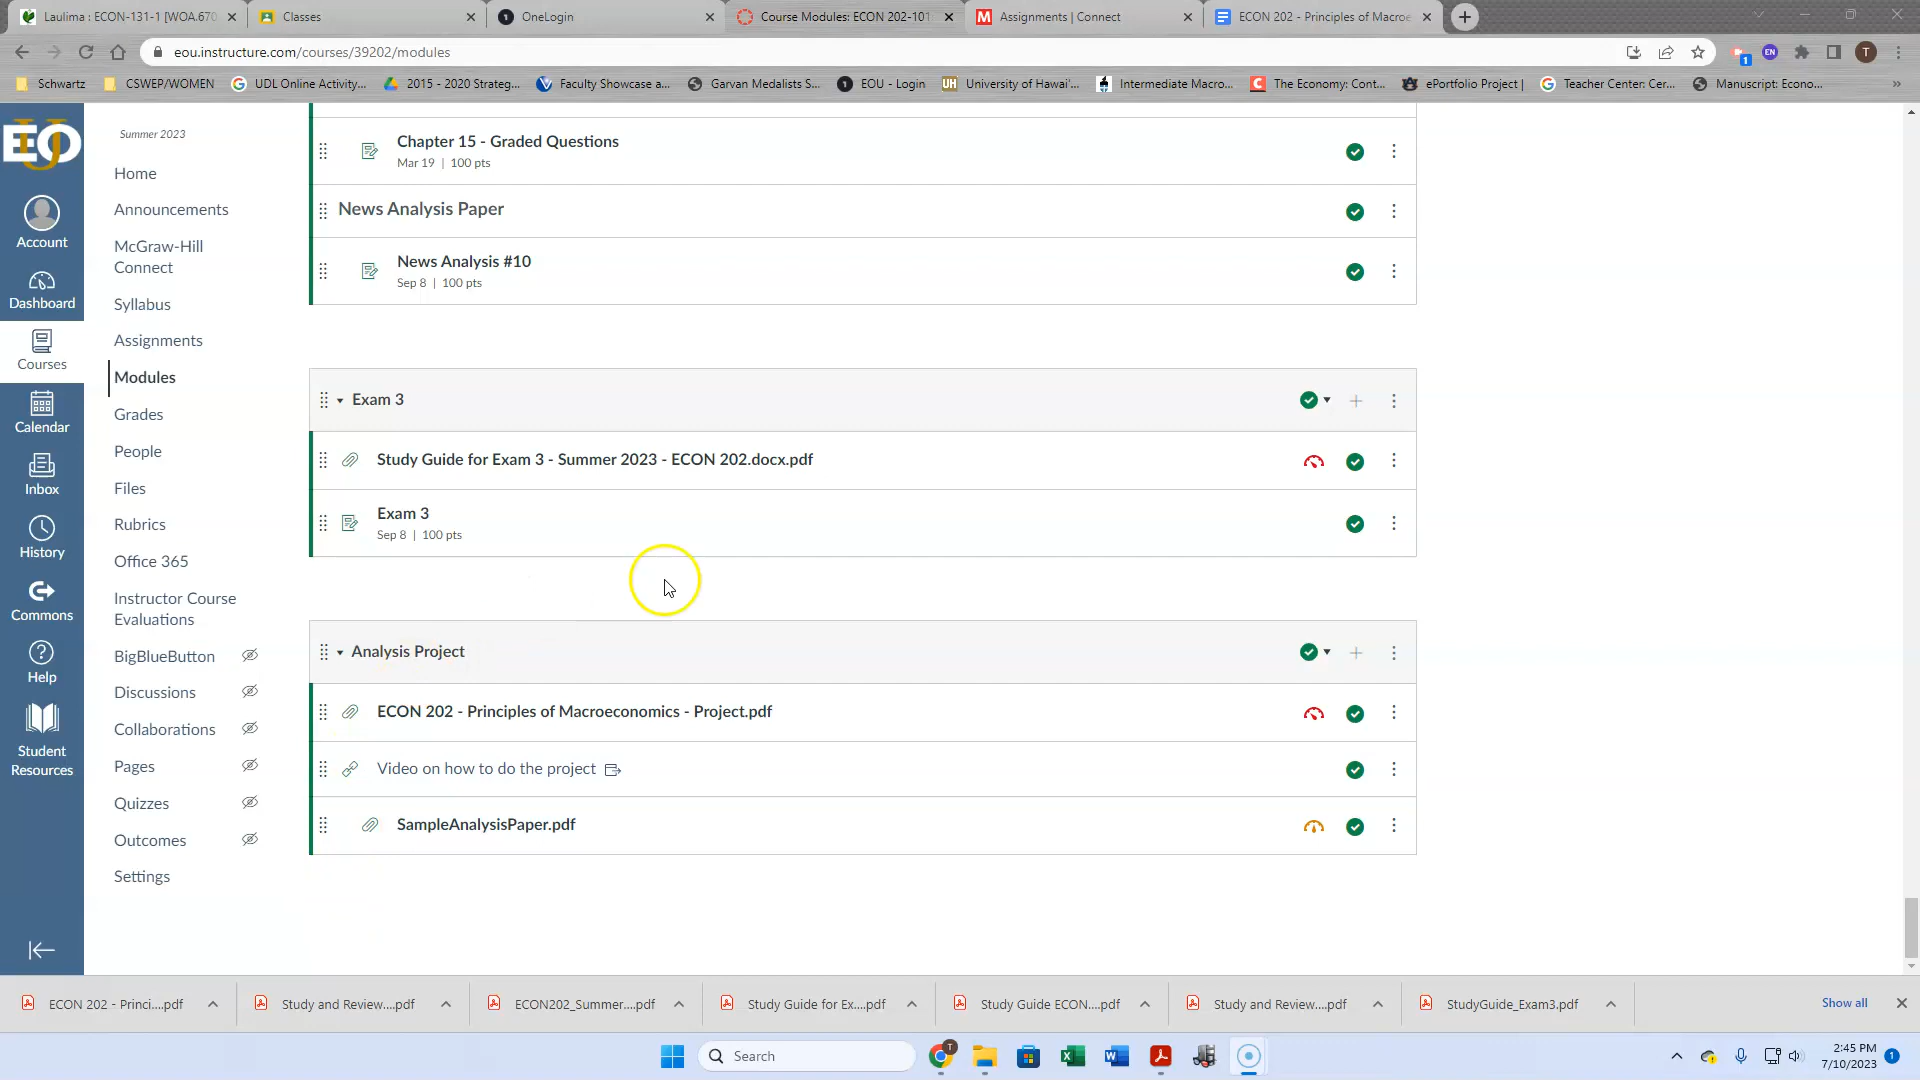 Laulima : ECON-131-1 [WOA.670
Classes
OneLogin
Course Modules: ECON 202-101
Assignments | Connect
ECON 202 - Principles of Macroe
eou.instructure.com/courses/39202/modules
EN
1
T
Schwartz
CSWEP/WOMEN
UDL Online Activity...
2015 - 2020 Strateg...
Faculty Showcase a...
Garvan Medalists S...
EOU - Login
University of Hawai'...
Intermediate Macro...
The Economy: Cont...
ePortfolio Project |
Teacher Center: Cer...
Manuscript: Econo...
EOU
Account
Dashboard
Courses
Calendar
Inbox
History
Commons
Help
Student
Resources
Summer 2023
Home
Announcements
McGraw-Hill
Connect
Syllabus
Assignments
Modules
Grades
People
Files
Rubrics
Office 365
Instructor Course
Evaluations
BigBlueButton
Discussions
Collaborations
Pages
Quizzes
Outcomes
Settings
Chapter 15 - Graded Questions
Mar 19 | 100 pts
News Analysis Paper
News Analysis #10
Sep 8 | 100 pts
Exam 3
Study Guide for Exam 3 - Summer 2023 - ECON 202.docx.pdf
Exam 3
Sep 8 | 100 pts
Analysis Project
ECON 202 - Principles of Macroeconomics - Project.pdf
Video on how to do the project
SampleAnalysisPaper.pdf
ECON 202 - Princi....pdf
Study and Review....pdf
ECON202_Summer....pdf
Study Guide for Ex....pdf
Study Guide ECON....pdf
Study and Review....pdf
StudyGuide_Exam3.pdf
Show all
Search
T
2:45 PM
7/10/2023
1